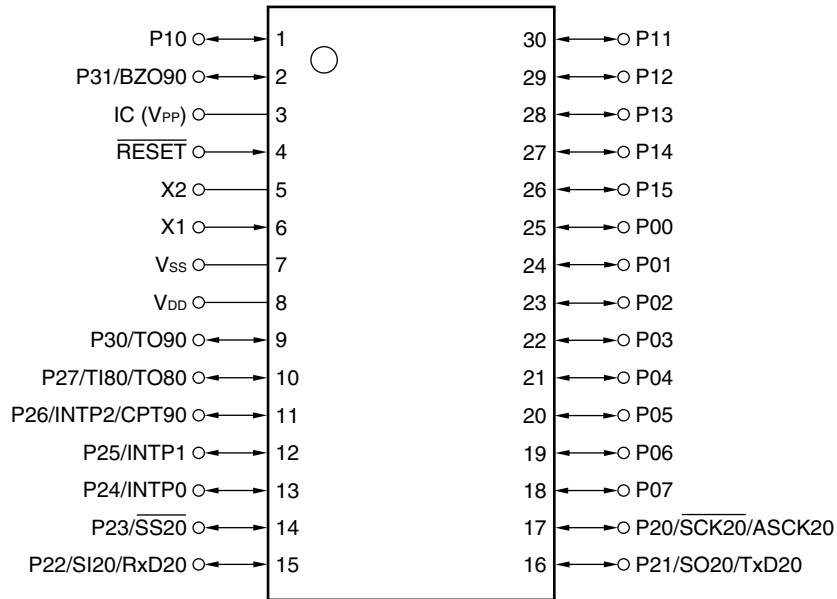 P10 1 30 P11
P31/BZO90 2 29 P12
IC (VPP) 3 28 P13
RESET 4 27 P14
X2 5 26 P15
X1 6 25 P00
VSS 7 24 P01
VDD 8 23 P02
P30/TO90 9 22 P03
P27/TI80/TO80 10 21 P04
P26/INTP2/CPT90 11 20 P05
P25/INTP1 12 19 P06
P24/INTP0 13 18 P07
P23/SS20 14 17 P20/SCK20/ASCK20
P22/SI20/RxD20 15 16 P21/SO20/TxD20